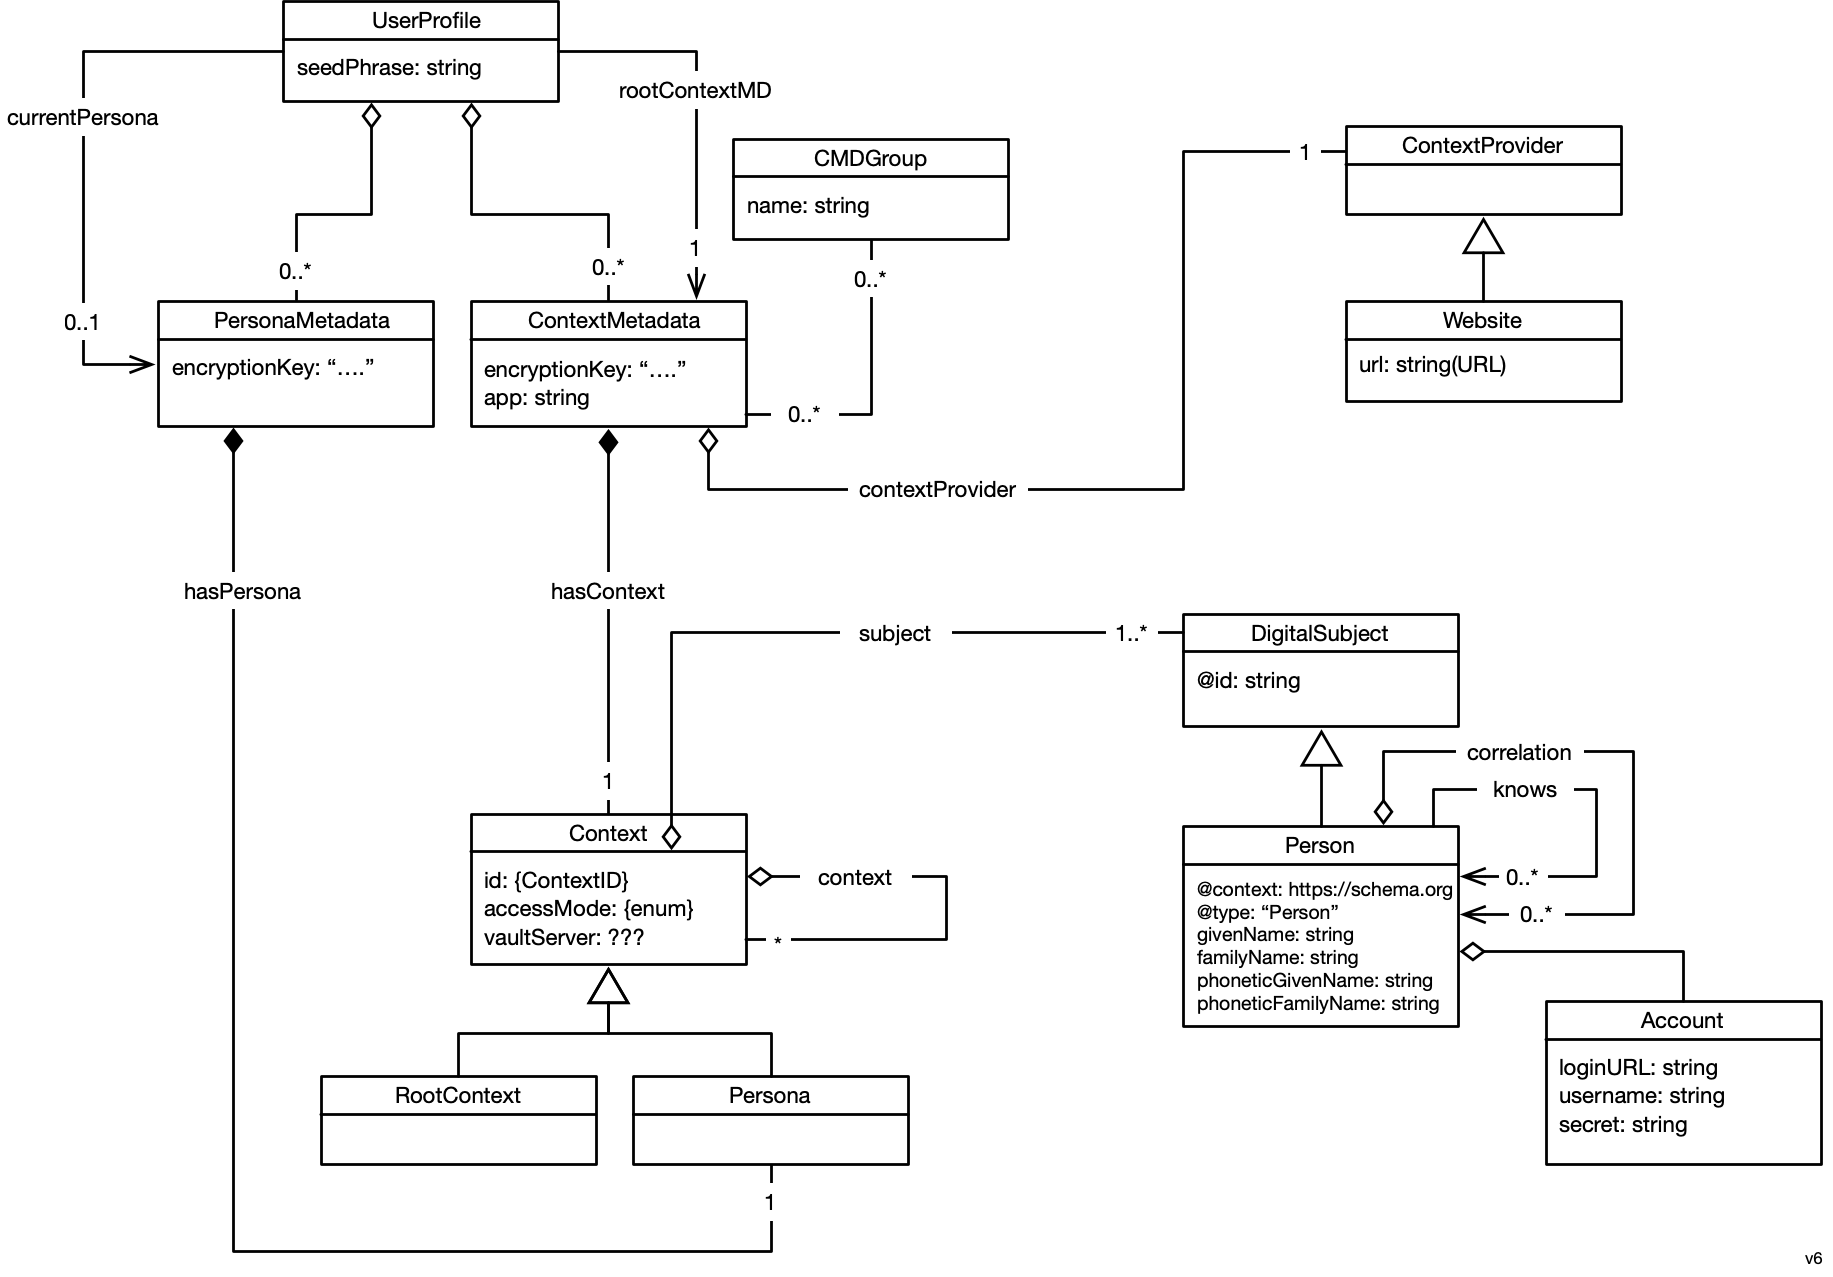 UserProfile
seedPhrase: string
rootContextMD
currentPersona
ContextProvider
1
CMDGroup
name: string
1
0..*
0..*
0..*
0..1
PersonaMetadata
encryptionKey: “....”
ContextMetadata
encryptionKey: “....”
app: string
Website
url: string(URL)
0..*
contextProvider
hasPersona
hasContext
subject
1..*
DigitalSubject
@id: string
correlation
knows
1
Context
id: {ContextID}
accessMode: {enum}
vaultServer: ???
context
*
Person
@context: https://schema.org
@type: “Person”
givenName: string
familyName: string
phoneticGivenName: string
phoneticFamilyName: string
0..*
0..*
Account
loginURL: string
username: string
secret: string
RootContext
Persona
1
v6